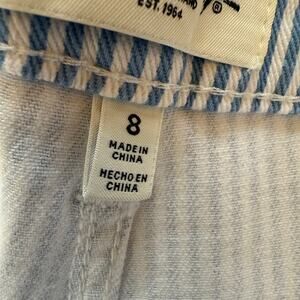 EST. 1964 ®
8
MADE IN
CHINA
HECHO EN
CHINA